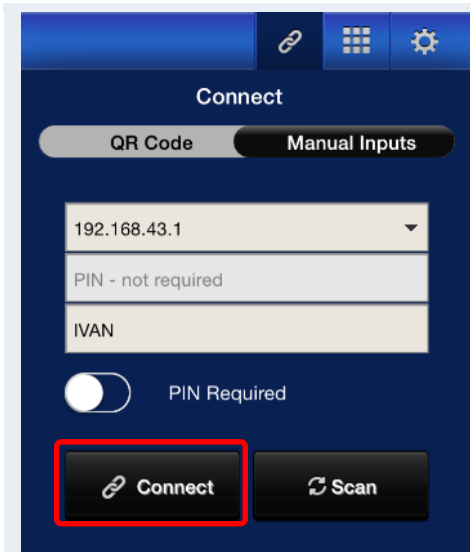 Connect
QR Code Manual Inputs
192.168.43.1
PIN - not required
IVAN
PIN Required
Connect Scan